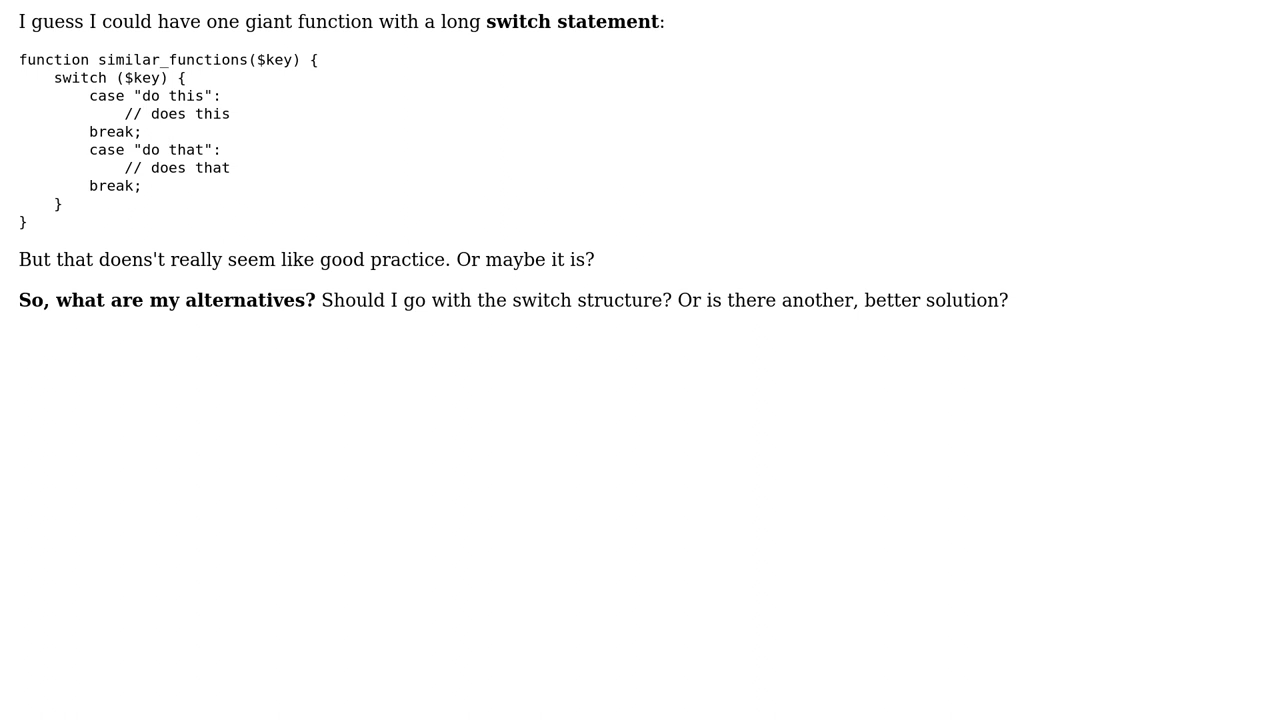 I guess I could have one giant function with a long switch statement:
function similar_functions($key) {
    switch ($key) {
        case "do this":
            // does this
        break;
        case "do that":
            // does that
        break;
    }
}
But that doens't really seem like good practice. Or maybe it is?
So, what are my alternatives? Should I go with the switch structure? Or is there another, better solution?